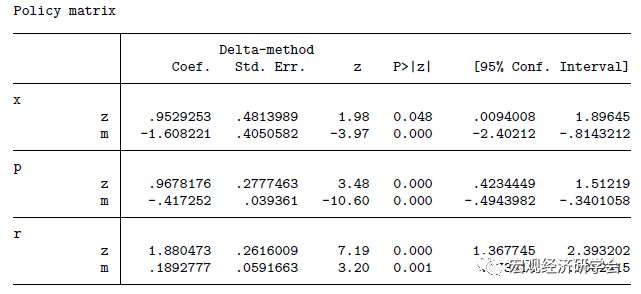 Policy matrix
Delta-method
Coef. Std. Err. z P>|z| [95% Conf. Interval]
x
z .9529253 .4813989 1.98 0.048 .0094008 1.89645
m -1.608221 .4050582 -3.97 0.000 -2.40212 -.8143212
p
z .9678176 .2777463 3.48 0.000 .4234449 1.51219
m -.417252 .039361 -10.60 0.000 -.4943982 -.3401058
r
z 1.880473 .2616009 7.19 0.000 1.367745 2.393202
m .1892777 .0591663 3.20 0.001
宏观经济研学会